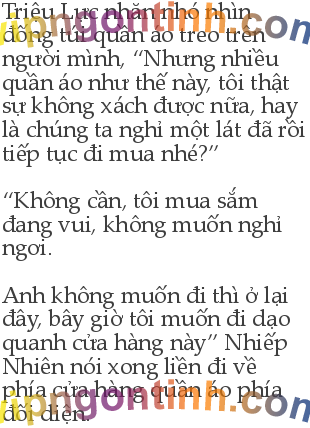 Triệu Lực nhăn nhó nhìn
đống túi quần áo treo trên
người mình, “Nhưng nhiều
quần áo như thế này, tôi thật
sự không xách được nữa, hay
là chúng ta nghỉ một lát đã rồi
tiếp tục đi mua nhé?”

“Không cần, tôi mua sắm
đang vui, không muốn nghỉ
ngơi.

Anh không muốn đi thì ở lại
đây, bây giờ tôi muốn đi dạo
quanh cửa hàng này” Nhiếp
Nhiên nói xong liền đi về
phía cửa hàng quần áo phía
đối diện.
vipngontinh.com
vipngontinh.com